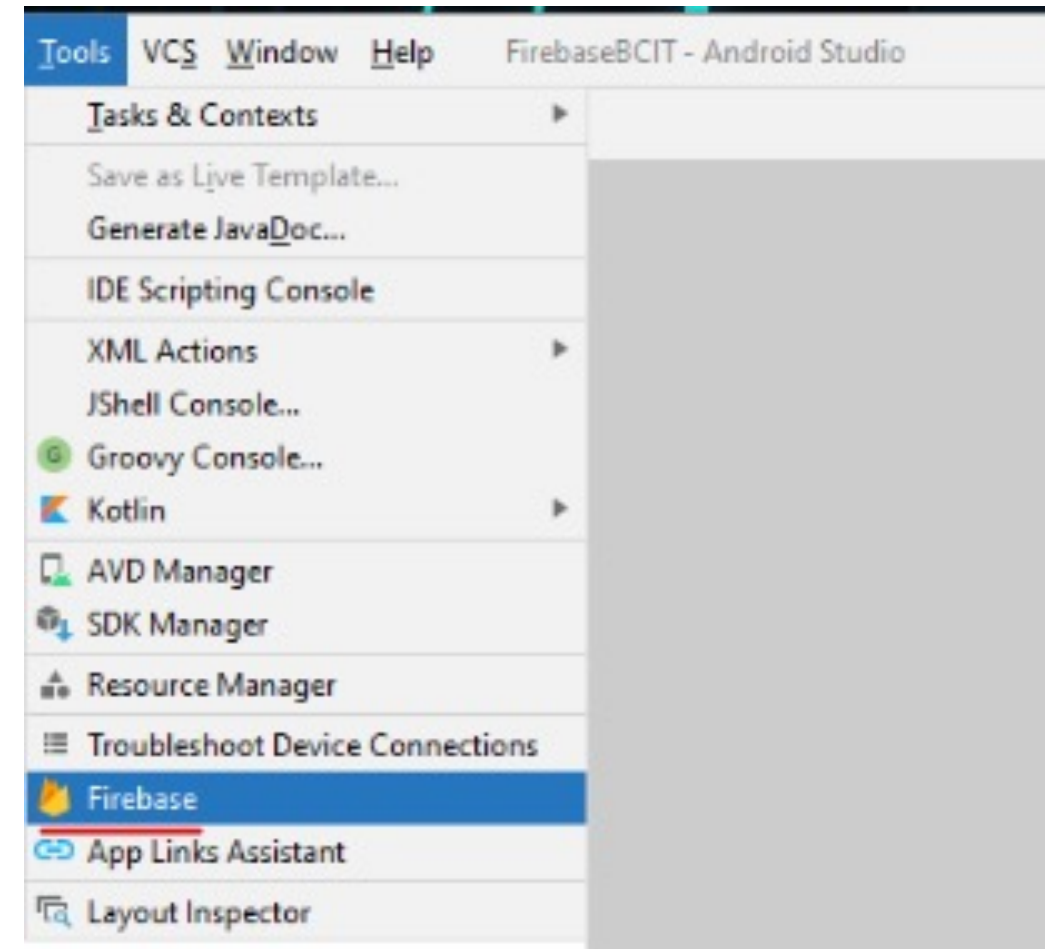 Tools VCS Window Help FirebaseBCIT - Android Studio
Tasks & Contexts
Save as Live Template...
Generate JavaDoc...
IDE Scripting Console
XML Actions
JShell Console...
G Groovy Console...
Kotlin
AVD Manager
SDK Manager
Resource Manager
Troubleshoot Device Connections
Firebase
App Links Assistant
Layout Inspector